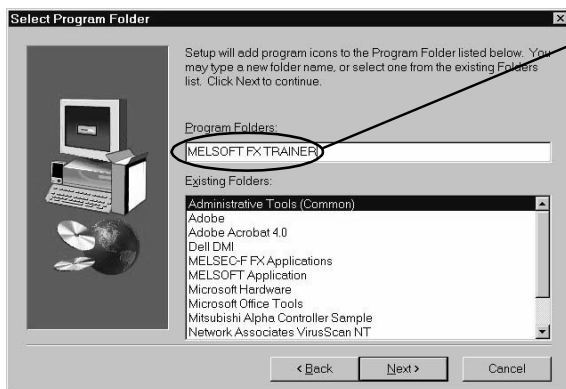 Select Program Folder
Setup will add program icons to the Program Folder listed below. You
may type a new folder name, or select one from the existing Folders
list. Click Next to continue.
Program Folders:
MELSOFT FX TRAINER
Existing Folders:
Administrative Tools (Common)
Adobe
Adobe Acrobat 4.0
Dell DMI
MELSEC-F FX Applications
MELSOFT Application
Microsoft Hardware
Microsoft Office Tools
Mitsubishi Alpha Controller Sample
Network Associates VirusScan NT
< Back
Next >
Cancel